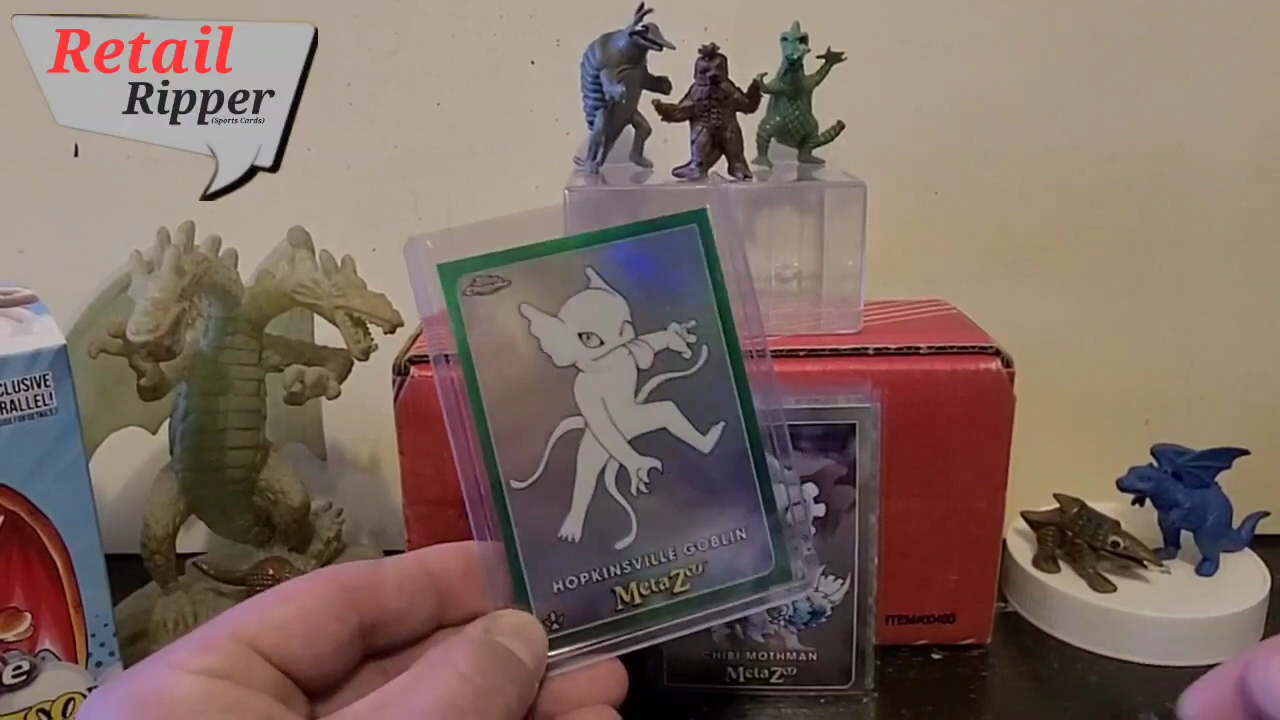 Retail
Ripper
(Sports Cards)
CLUSIVE
RALLEL!
HOPKINSVILLE GOBLIN
MetaZoo
ITEM#00400
CHIBI MOTHMAN
MetaZoo